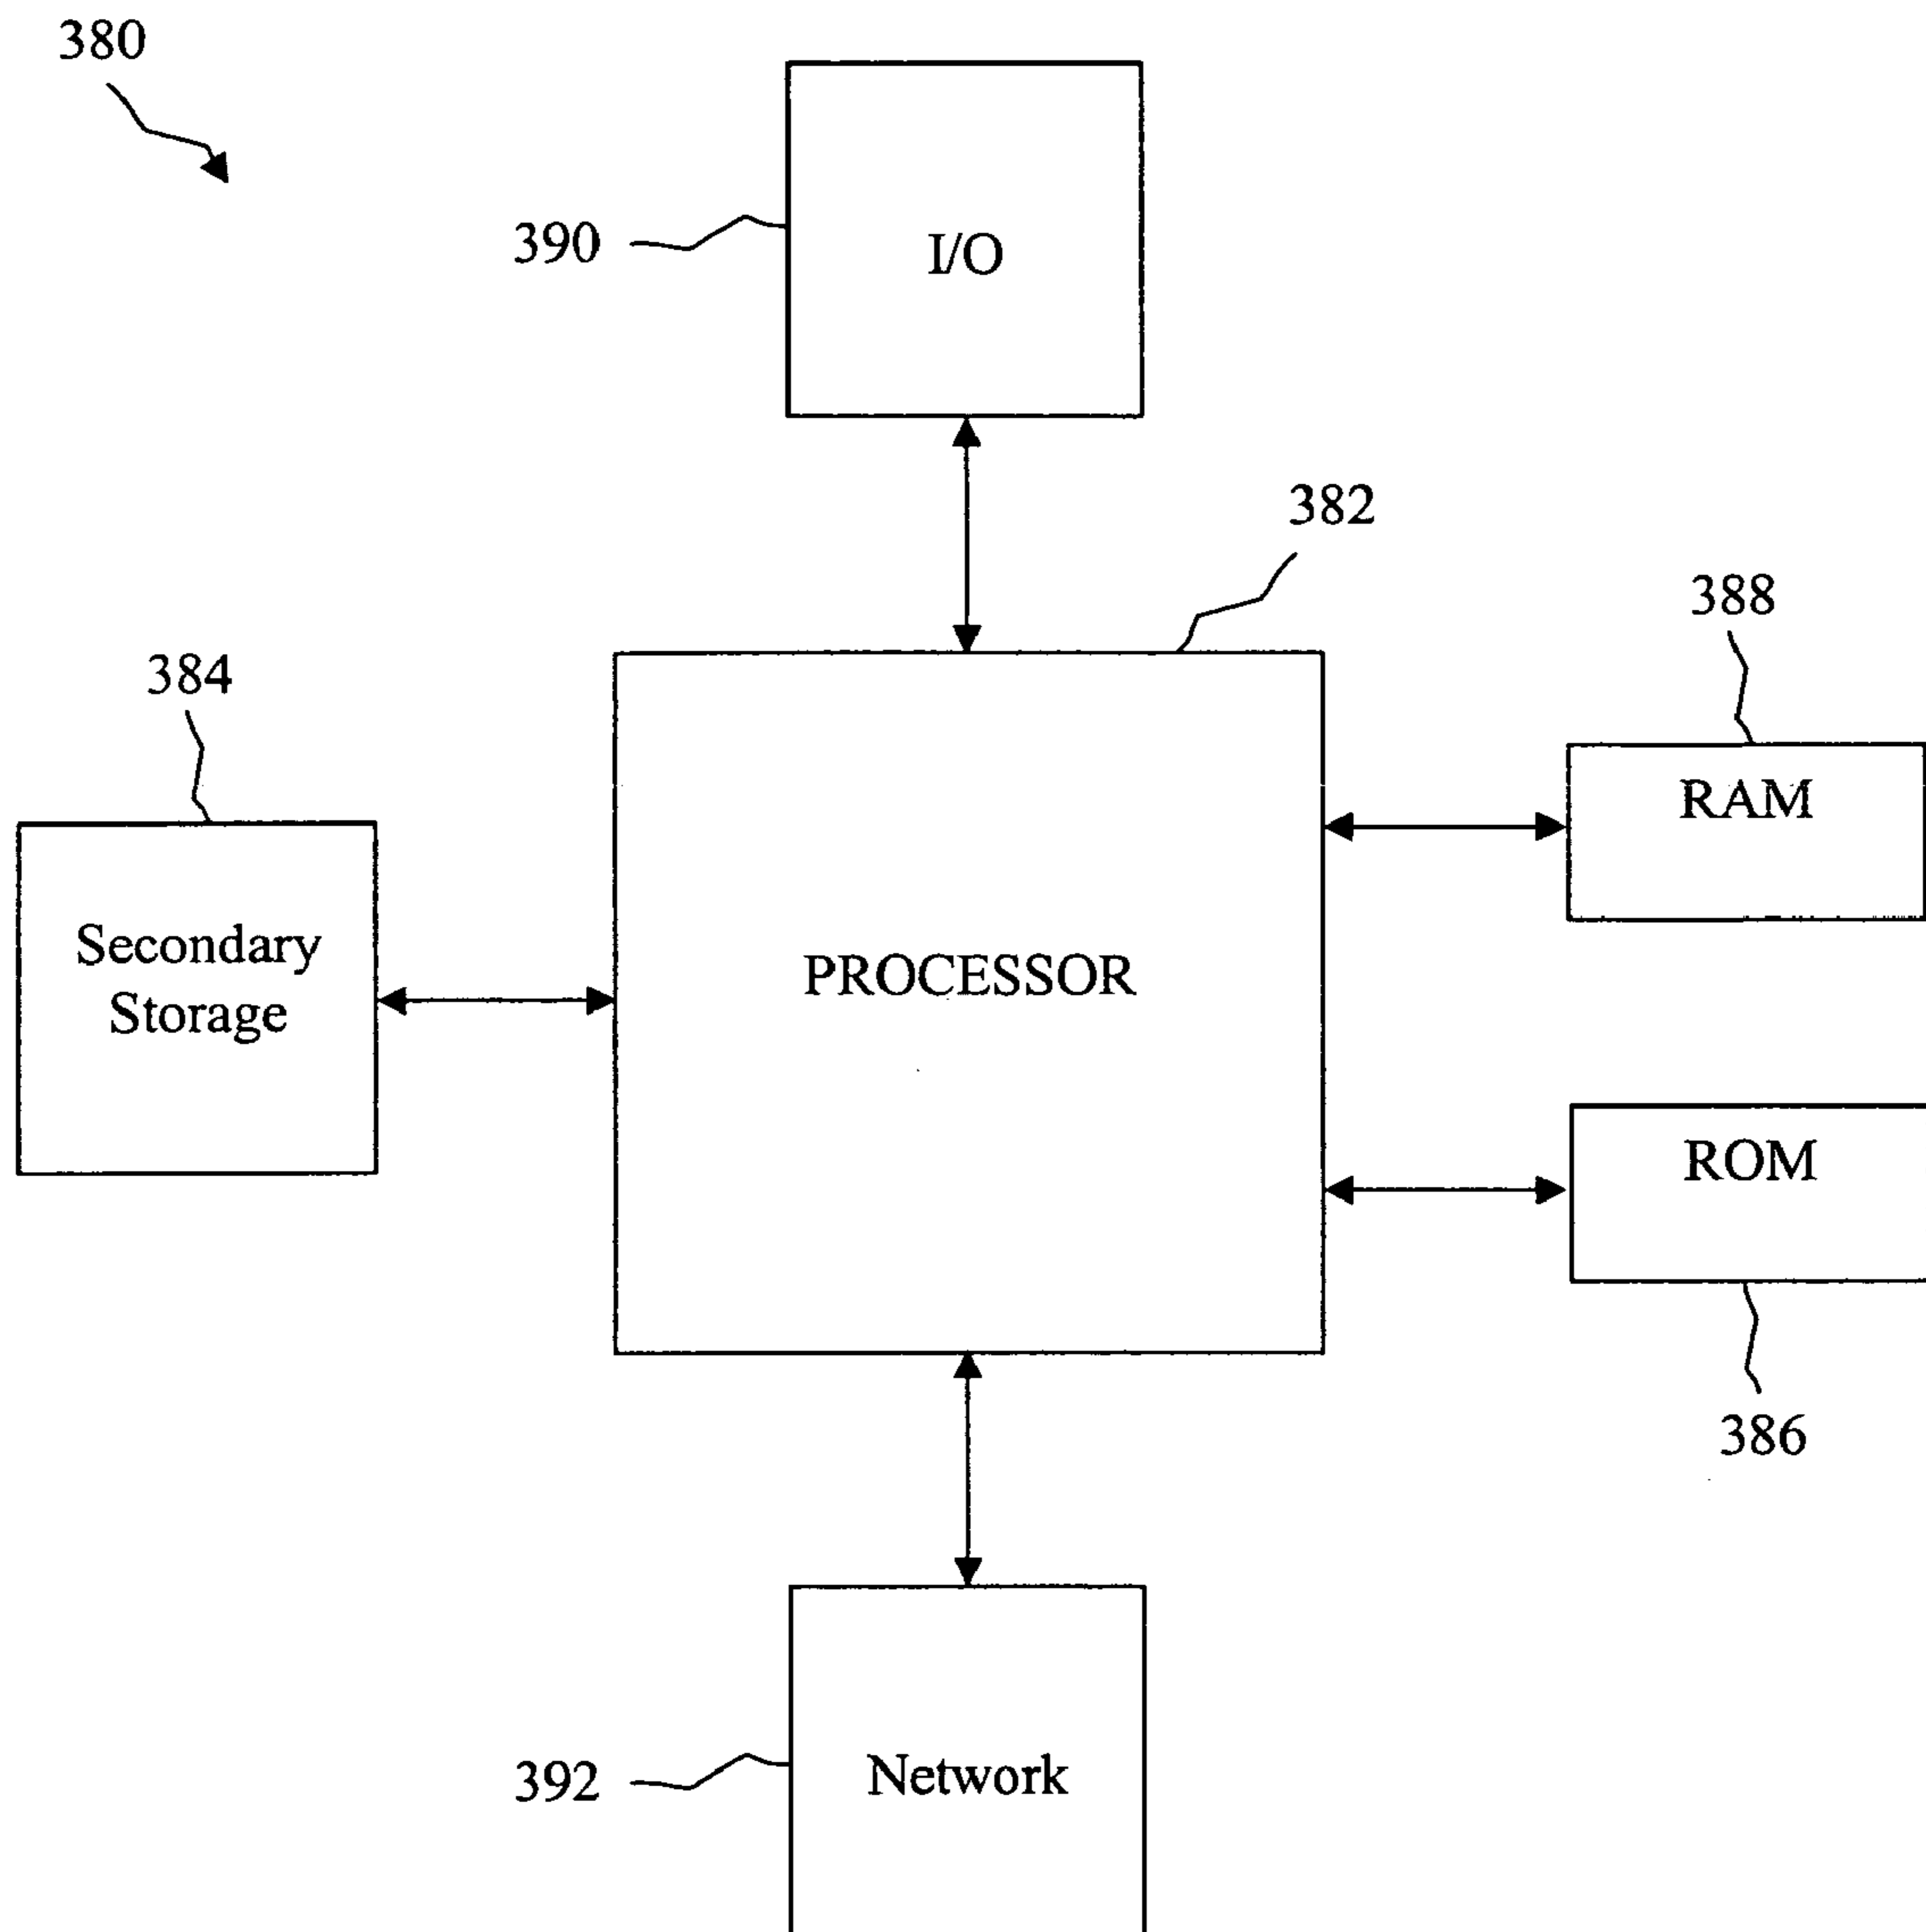 380
390
I/O
382
388
384
RAM
Secondary
Storage
PROCESSOR
ROM
386
392
Network